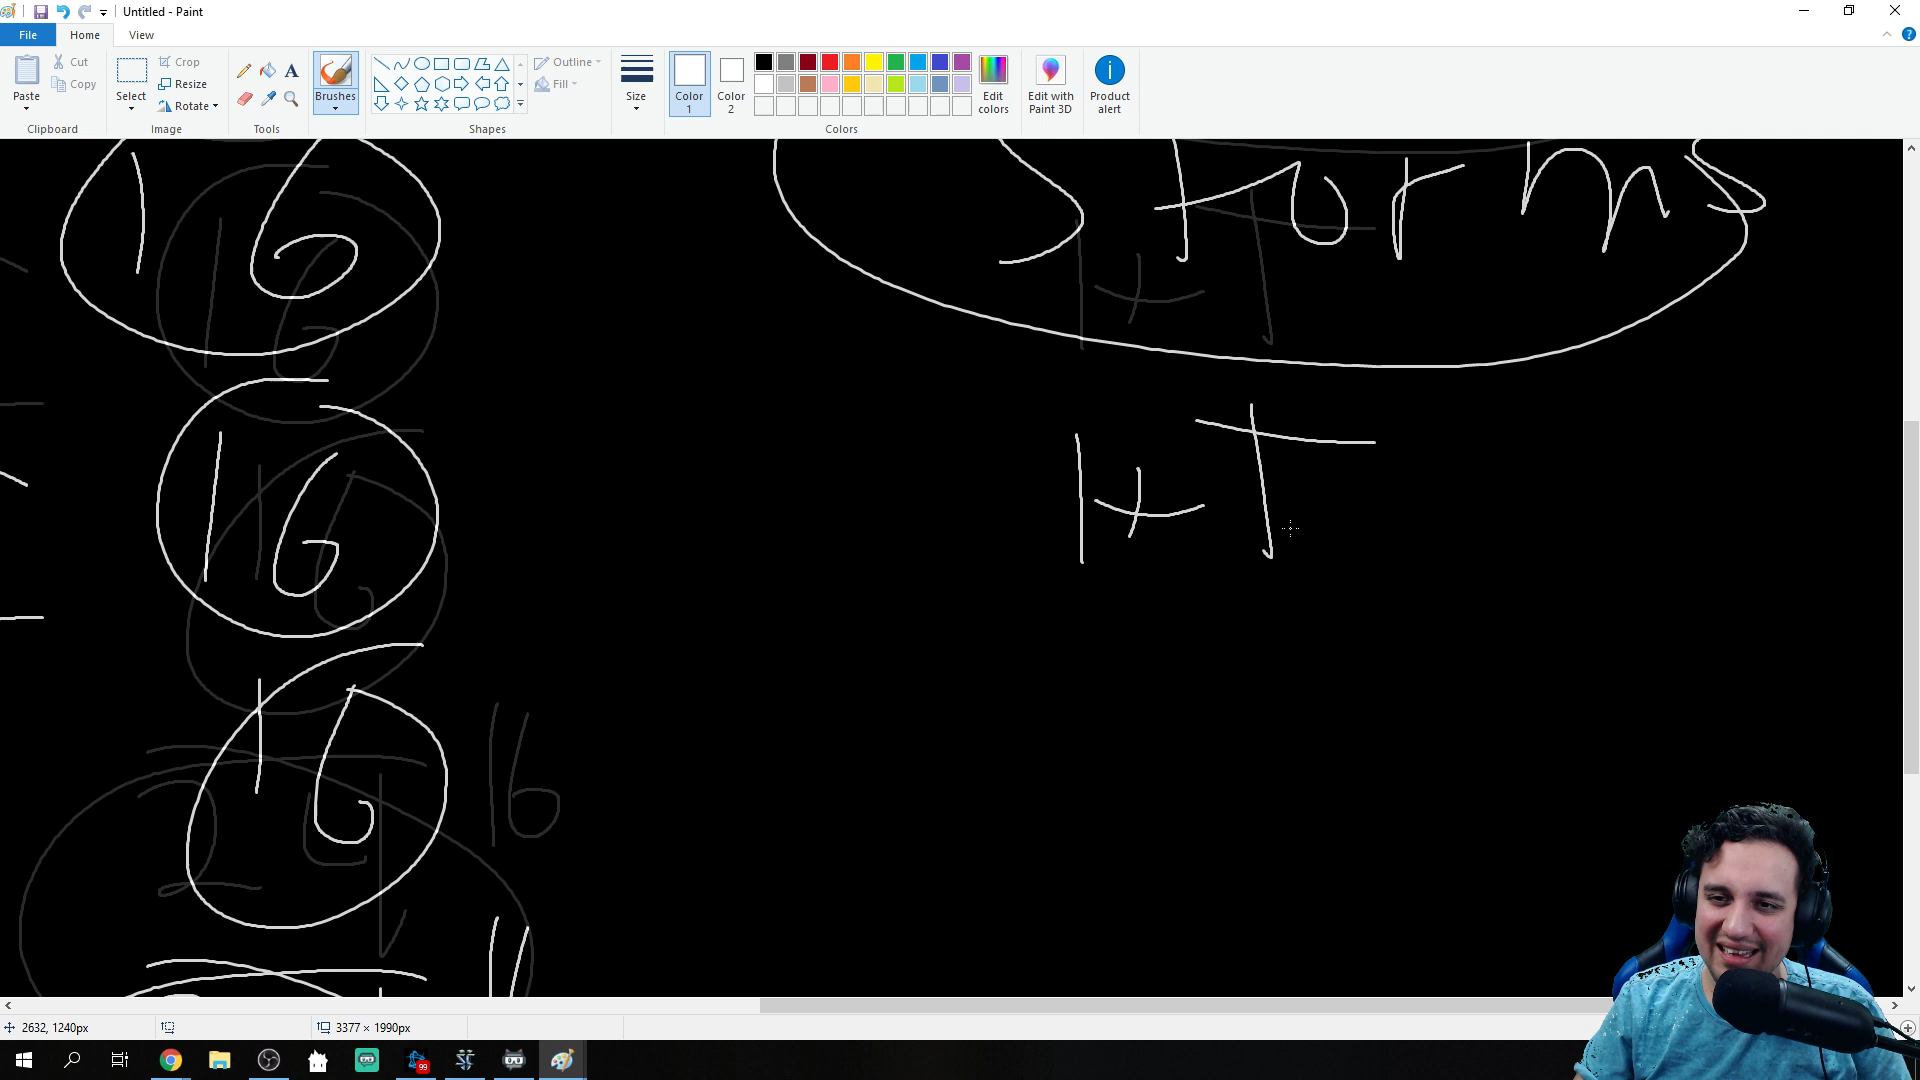 Untitled - Paint
File Home View
Paste Cut Copy Clipboard
Select Crop Resize Rotate Image
Tools
Brushes
Shapes Outline Fill
Size
Color 1 Color 2 Colors Edit colors
Edit with Paint 3D
Product alert
16
Storms
16
16
16
2632, 1240px
3377 × 1990px
99